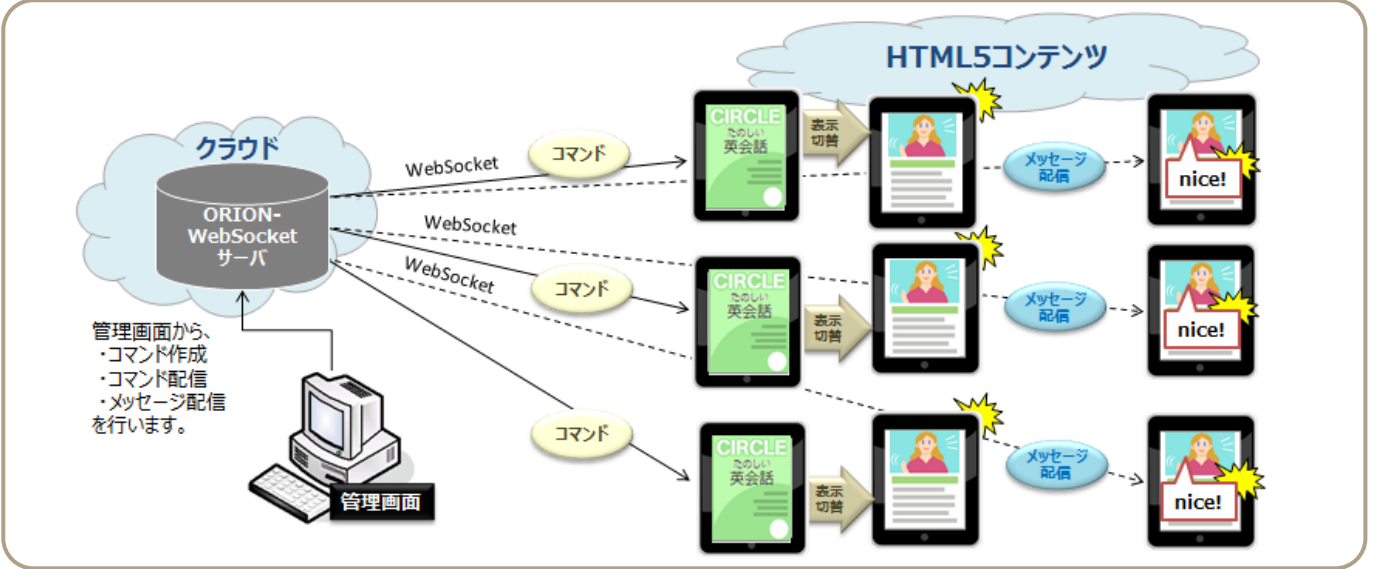 HTML5コンテンツ
クラウド
ORION-
WebSocket
サーバ
管理画面から、
・コマンド作成
・コマンド配信
・メッセージ配信
を行います。
管理画面
WebSocket
コマンド
CIRCLE
たのしい
英会話
表示
切替
メッセージ
配信
nice!
WebSocket
コマンド
CIRCLE
たのしい
英会話
表示
切替
メッセージ
配信
nice!
WebSocket
コマンド
CIRCLE
たのしい
英会話
表示
切替
メッセージ
配信
nice!